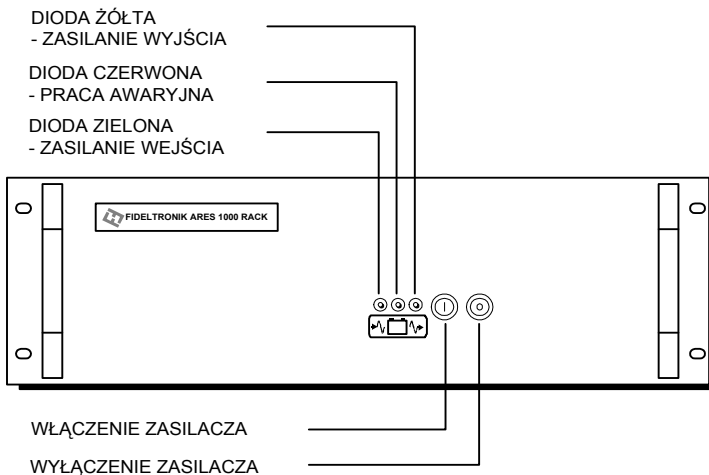 DIODA ŻÓŁTA
- ZASILANIE WYJŚCIA
DIODA CZERWONA
- PRACA AWARYJNA
DIODA ZIELONA
- ZASILANIE WEJŚCIA
FIDELTRONIK ARES 1000 RACK
WŁĄCZENIE ZASILACZA
WYŁĄCZENIE ZASILACZA